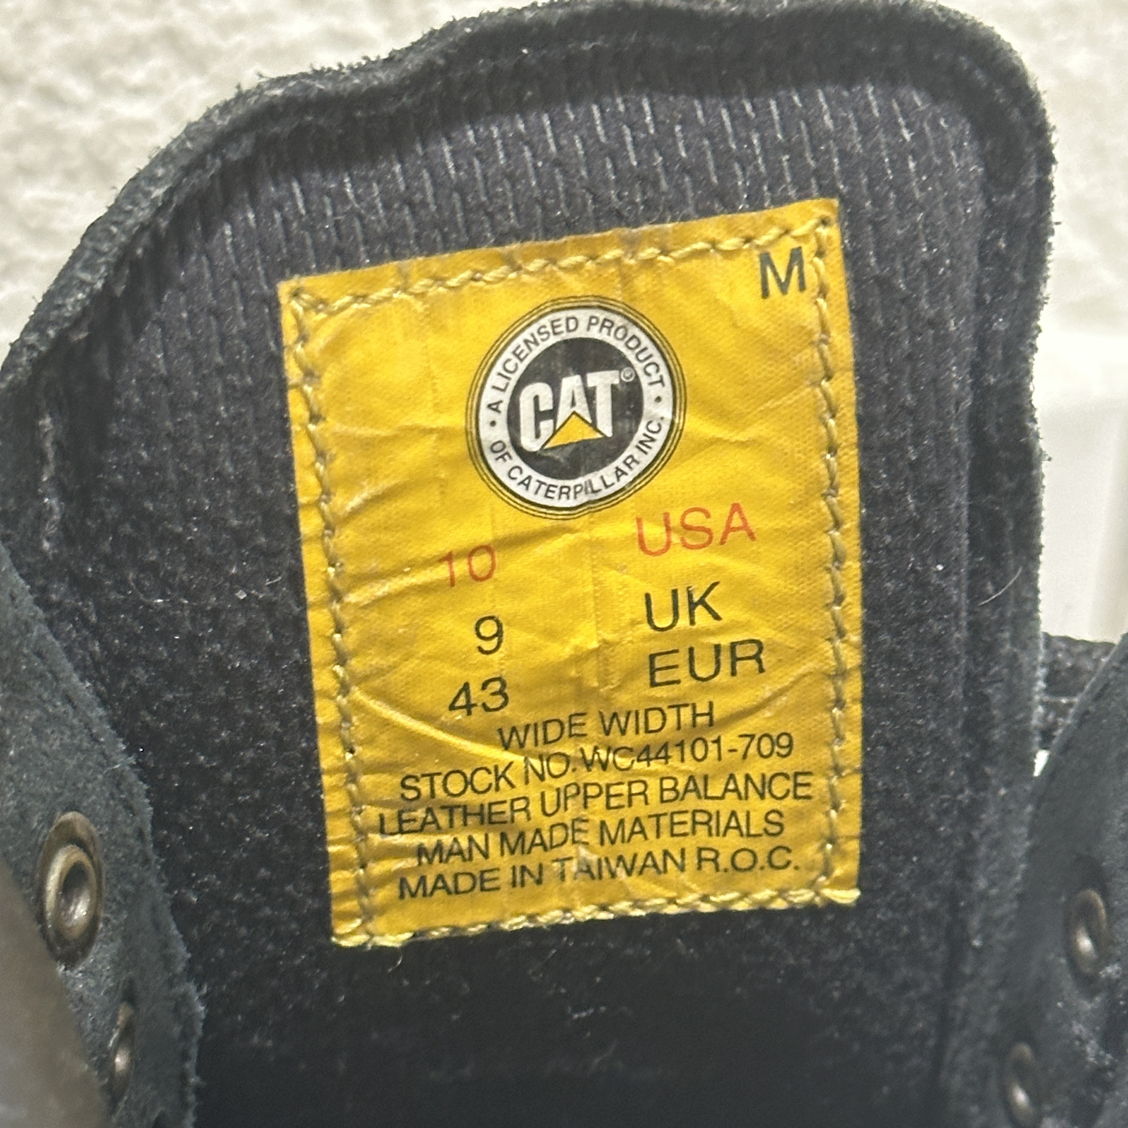 M
A LICENSED PRODUCT
CAT®
OF CATERPILLAR INC.
10 USA
9 UK
43 EUR
WIDE WIDTH
STOCK NO.WC44101-709
LEATHER UPPER BALANCE
MAN MADE MATERIALS
MADE IN TAIWAN R.O.C.